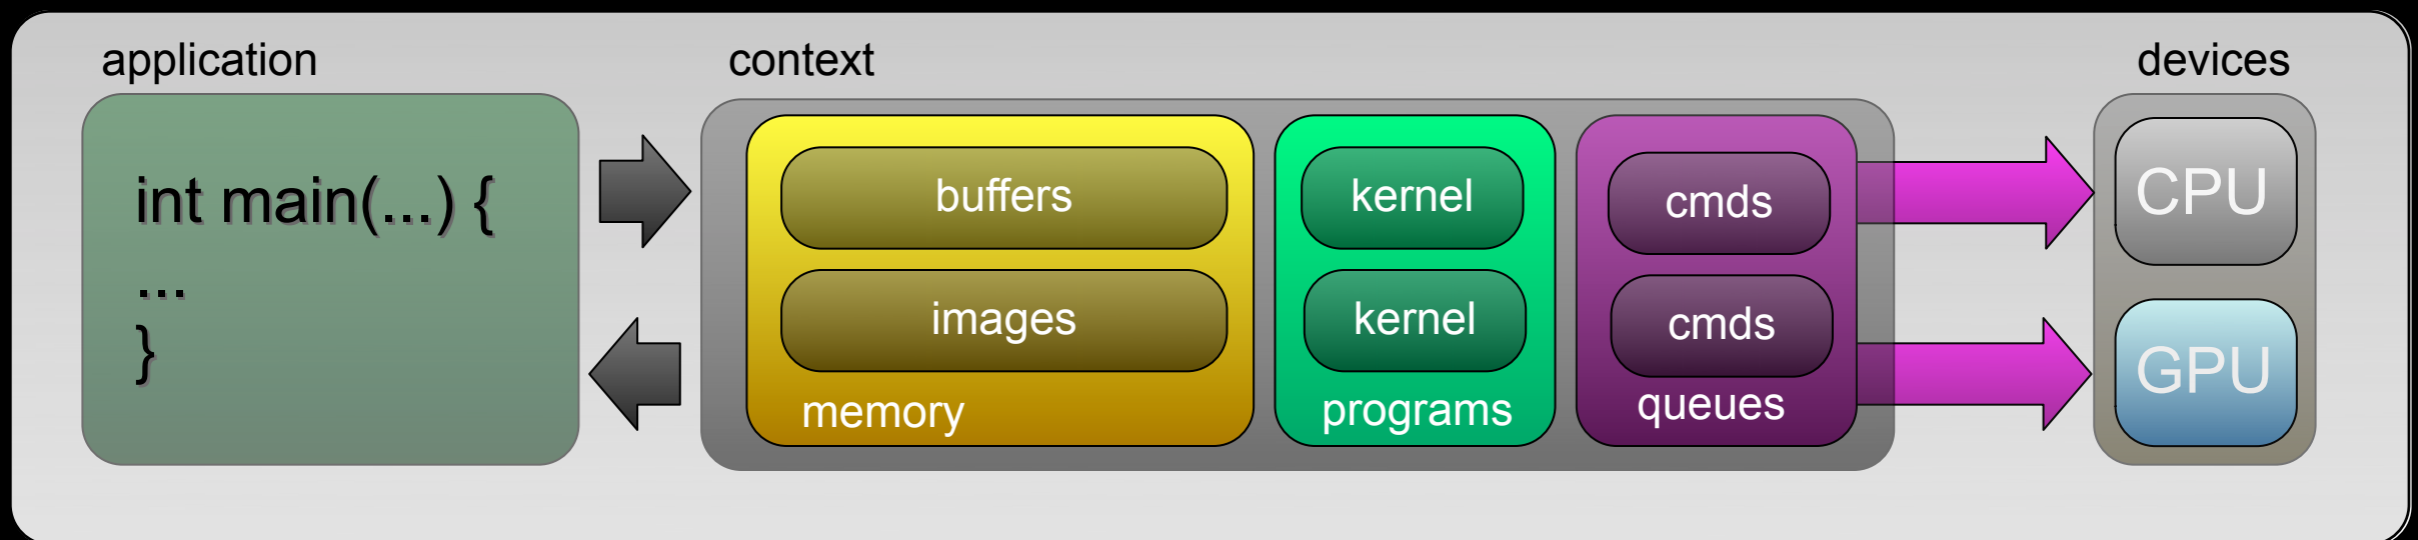 application
int main(...) {
...
}
context
buffers
images
memory
kernel
kernel
programs
cmds
cmds
queues
devices
CPU
GPU